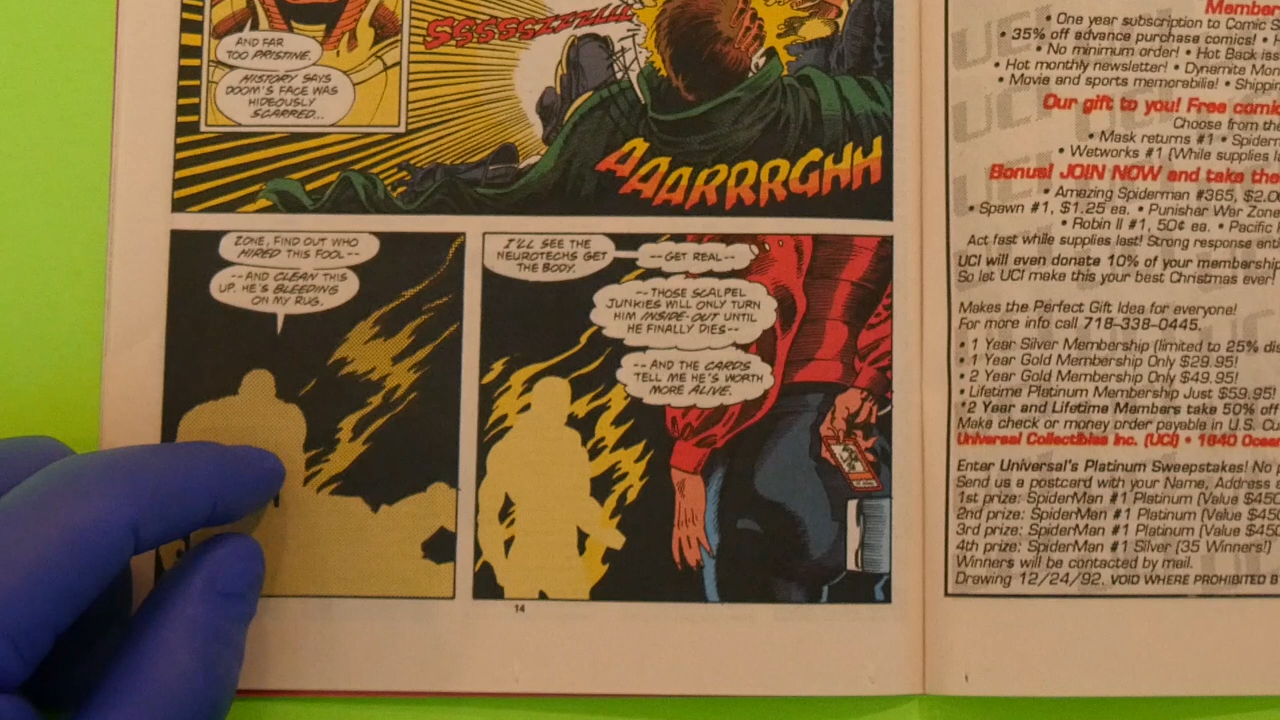 AND FAR
TOO PRISTINE.
HISTORY SAYS
DOOM'S FACE WAS
HIDEOUSLY
SCARRED...
SSSSSZZZZLLL
AAAARRRRGHH
ZONE, FIND OUT WHO
HIRED THIS FOOL--
--AND CLEAN THIS
UP. HE'S BLEEDING
ON MY RUG.
I'LL SEE THE
NEUROTECHS GET
THE BODY.
--GET REAL--
--THOSE SCALPEL
JUNKIES WILL ONLY TURN
HIM INSIDE-OUT UNTIL
HE FINALLY DIES--
--AND THE CARDS
TELL ME HE'S WORTH
MORE ALIVE.
14
Member
• One year subscription to Comic S
• 35% off advance purchase comics! • H
• No minimum order! • Hot Back iss
• Hot monthly newsletter! • Dynamite Mon
• Movie and sports memorabilia! • Shippin
Our gift to you! Free comic
Choose from the
• Mask returns #1 • Spiderm
• Wetworks #1 (While supplies la
Bonus! JOIN NOW and take the
• Amazing Spiderman #365, $2.0
• Spawn #1, $1.25 ea. • Punisher War Zone
• Robin II #1, 50¢ ea. • Pacific
Act fast while supplies last! Strong response anti
UCI will even donate 10% of your membership
So let UCI make this your best Christmas ever!
Makes the Perfect Gift Idea for everyone!
For more info call 718-338-0445.
• 1 Year Silver Membership (limited to 25% dis
• 1 Year Gold Membership Only $29.95!
• 2 Year Gold Membership Only $49.95!
• Lifetime Platinum Membership Just $59.95!
*2 Year and Lifetime Members take 50% off
Make check or money order payable in U.S. Cu
Universal Collectibles Inc. (UCI) • 1640 Ocea
Enter Universal's Platinum Sweepstakes! No p
Send us a postcard with your Name, Address a
1st prize: SpiderMan #1 Platinum (Value $450
2nd prize: SpiderMan #1 Platinum (Value $450
3rd prize: SpiderMan #1 Platinum (Value $450
4th prize: SpiderMan #1 Silver (35 Winners!)
Winners will be contacted by mail.
Drawing 12/24/92. VOID WHERE PROHIBITED B